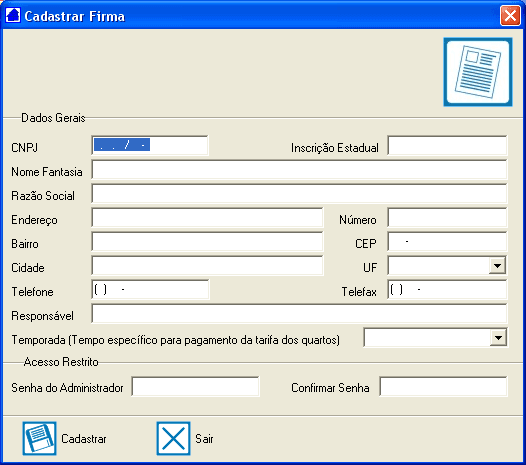 Cadastrar Firma
Dados Gerais
CNPJ . . / - Inscrição Estadual
Nome Fantasia
Razão Social
Endereço Número
Bairro CEP -
Cidade UF
Telefone ( ) - Telefax ( ) -
Responsável
Temporada (Tempo específico para pagamento da tarifa dos quartos)
Acesso Restrito
Senha do Administrador Confirmar Senha
Cadastrar Sair